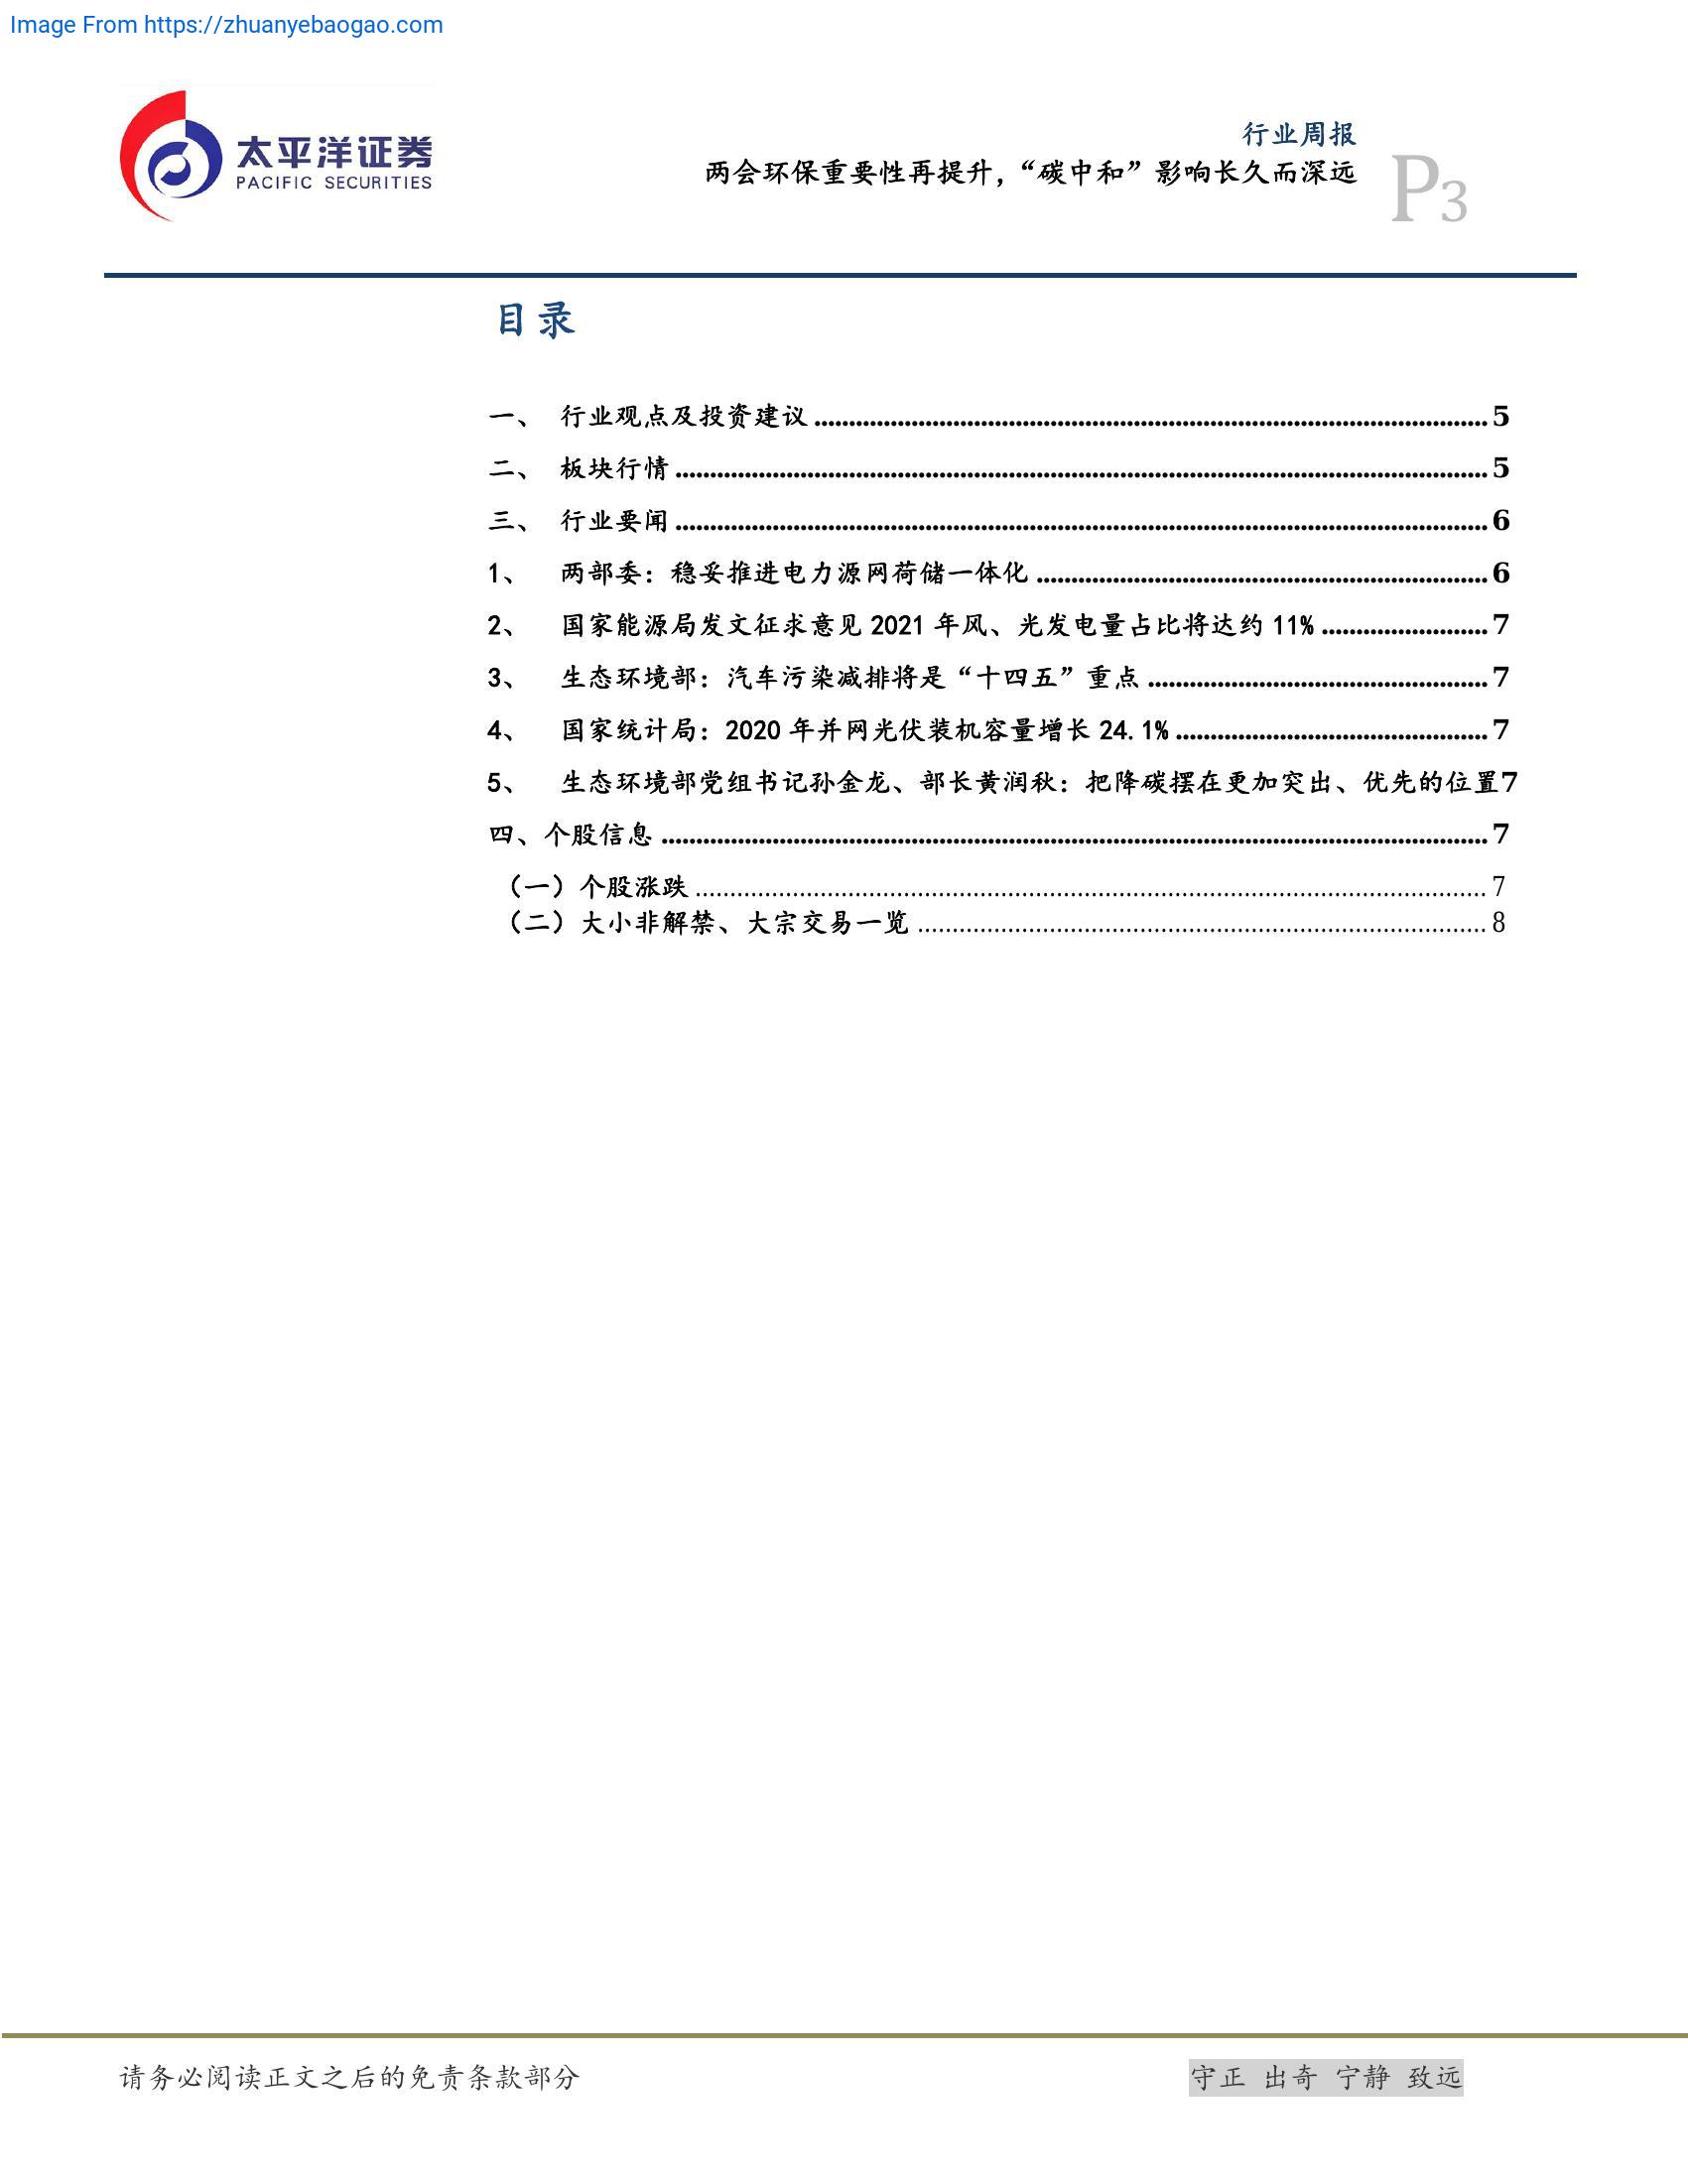 Image From https://zhuanyebaogao.com
太平洋证券
PACIFIC SECURITIES
行业周报
两会环保重要性再提升，“碳中和”影响长久而深远
P3
目录
一、 行业观点及投资建议 5
二、 板块行情 5
三、 行业要闻 6
1、 两部委：稳妥推进电力源网荷储一体化 6
2、 国家能源局发文征求意见 2021 年风、光发电量占比将达约 11% 7
3、 生态环境部：汽车污染减排将是“十四五”重点 7
4、 国家统计局：2020 年并网光伏装机容量增长 24.1% 7
5、 生态环境部党组书记孙金龙、部长黄润秋：把降碳摆在更加突出、优先的位置7
四、个股信息 7
（一）个股涨跌 7
（二）大小非解禁、大宗交易一览 8
请务必阅读正文之后的免责条款部分
守正 出奇 宁静 致远